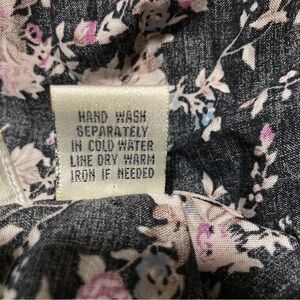 HAND WASH
SEPARATELY
IN COLD WATER
LINE DRY WARM
IRON IF NEEDED